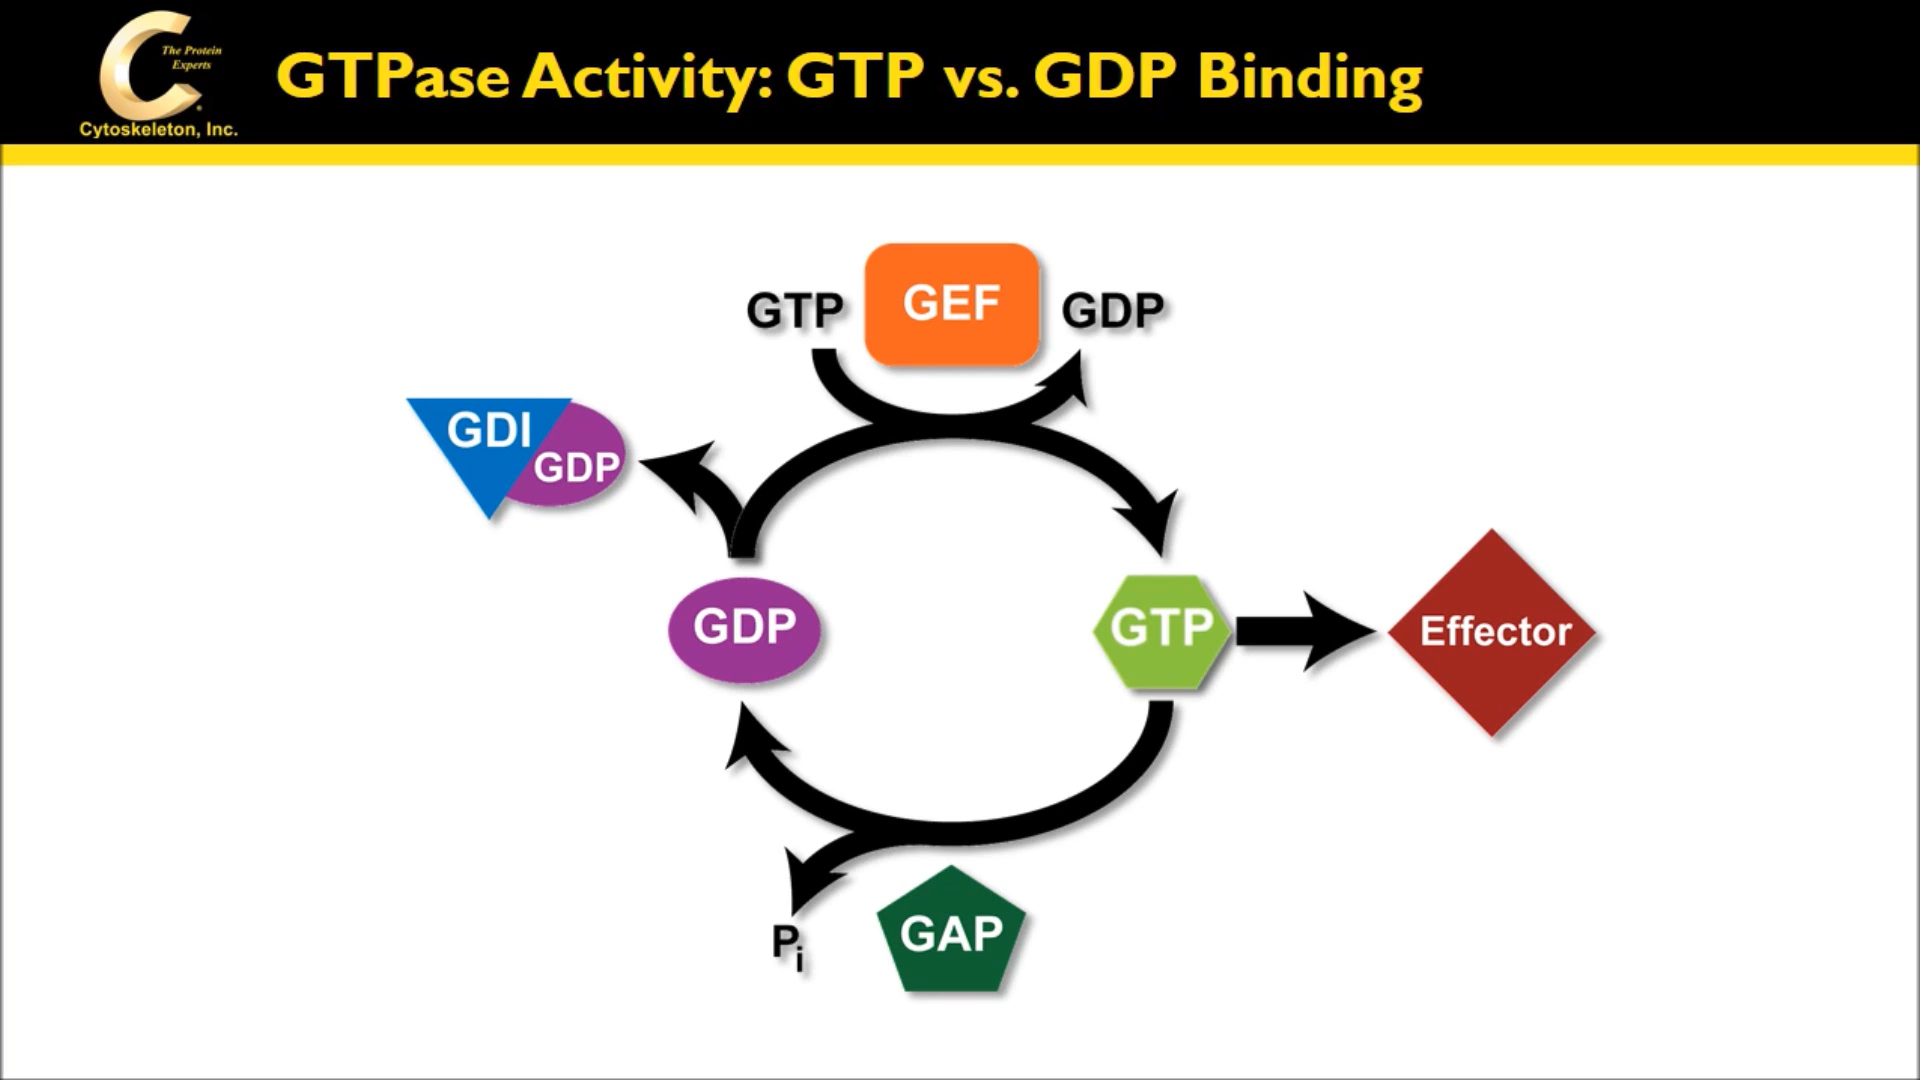 The Protein
Experts
Cytoskeleton, Inc.
GTPase Activity: GTP vs. GDP Binding
GTP
GEF
GDP
GDI
GDP
GDP
GTP
Effector
Pi
GAP